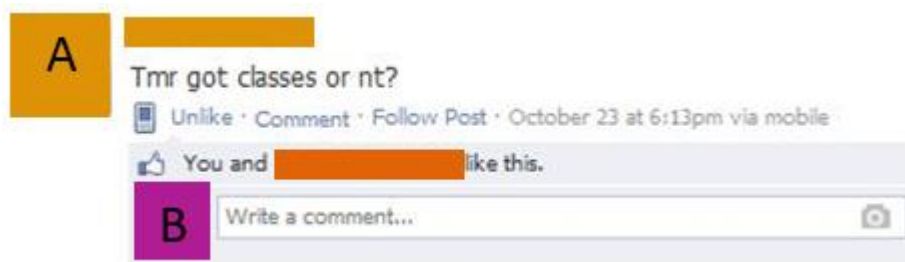 A
Tmr got classes or nt?
Unlike · Comment · Follow Post · October 23 at 6:13pm via mobile
You and like this.
B
Write a comment...